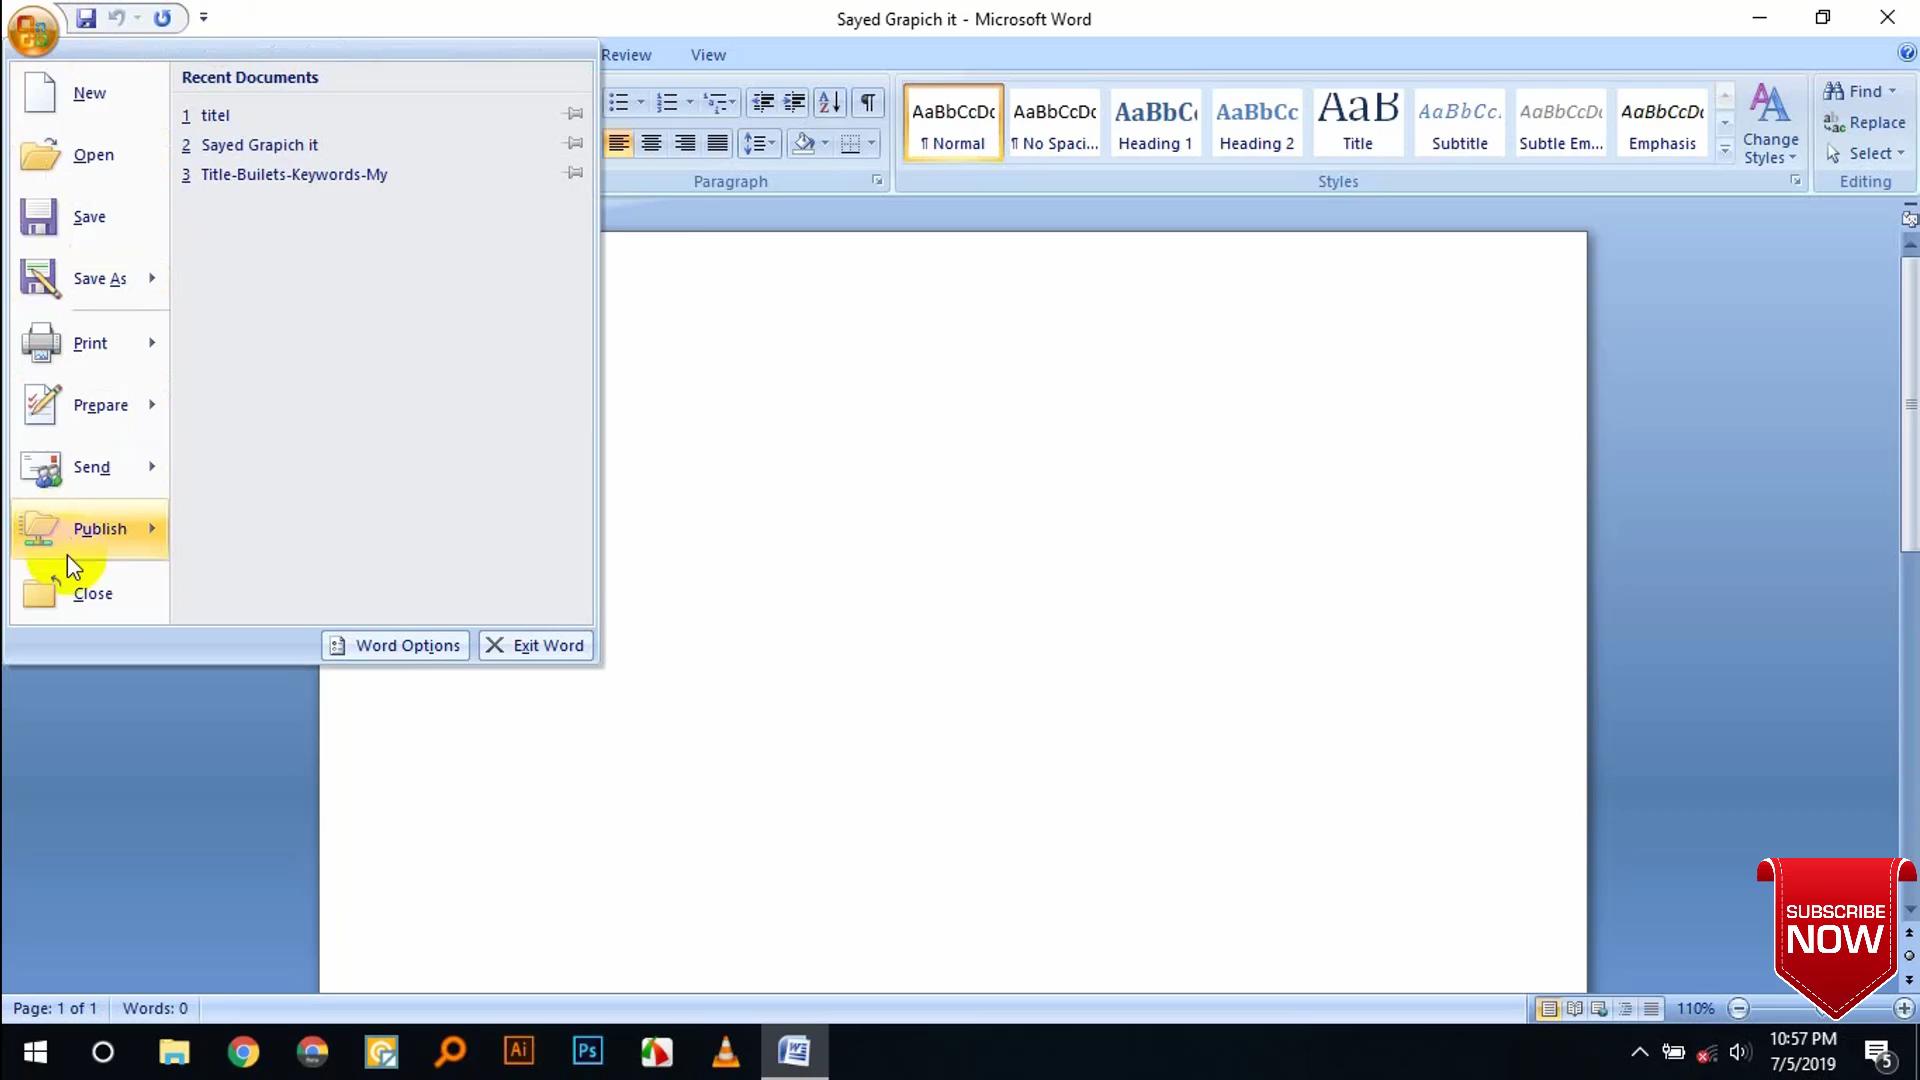 Sayed Grapich it - Microsoft Word
Review View
New
Open
Save
Save As
Print
Prepare
Send
Publish
Close
Recent Documents
1 titel
2 Sayed Grapich it
3 Title-Builets-Keywords-My
Word Options Exit Word
Paragraph
AaBbCcDc AaBbCcDc AaBbC AaBbCc AaB AaBbCc. AaBbCcDc AaBbCcDc
¶ Normal ¶ No Spaci... Heading 1 Heading 2 Title Subtitle Subtle Em... Emphasis
Styles
Change
Styles
Find
Replace
Select
Editing
SUBSCRIBE
NOW
Page: 1 of 1 Words: 0
110%
Ai Ps
10:57 PM
7/5/2019
5